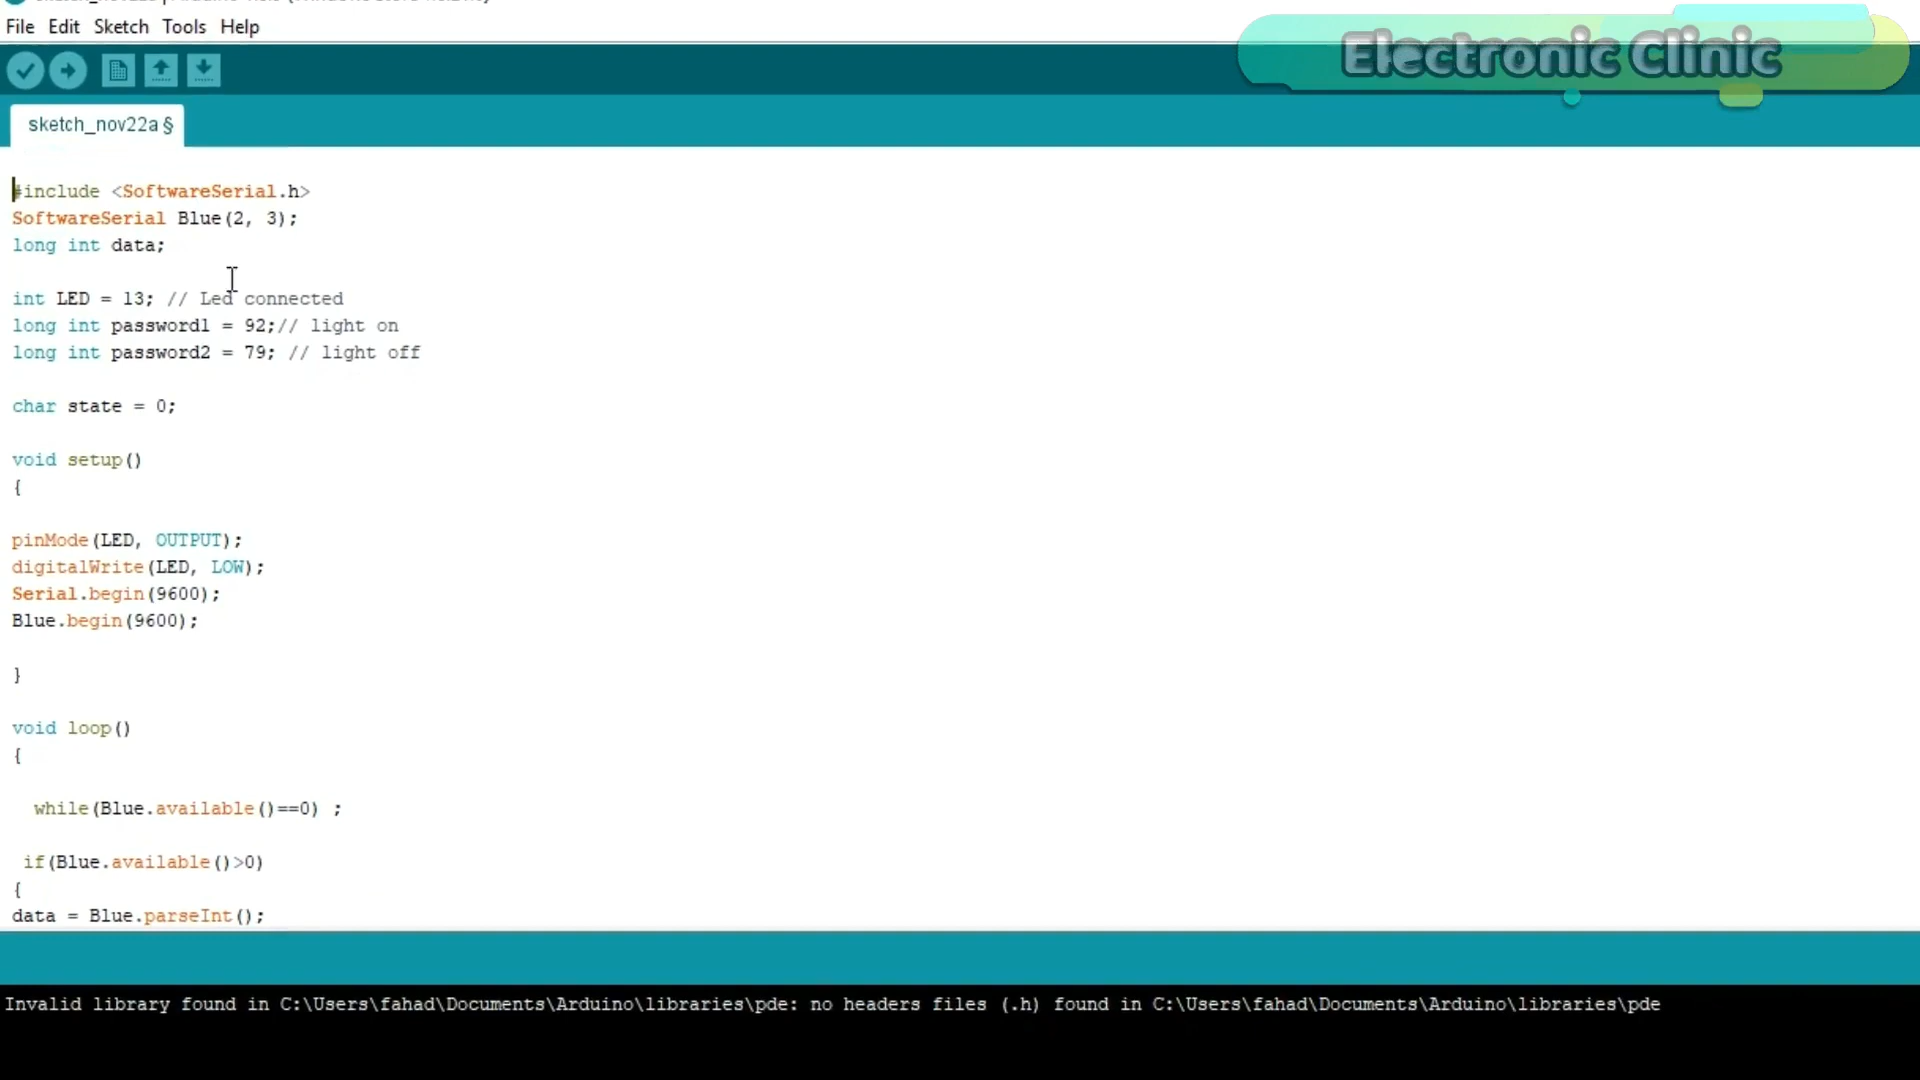 File Edit Sketch Tools Help
Electronic Clinic
sketch_nov22a §
#include <SoftwareSerial.h>
SoftwareSerial Blue(2, 3);
long int data;
int LED = 13; // Led connected
long int password1 = 92;// light on
long int password2 = 79; // light off
char state = 0;
void setup()
{
pinMode(LED, OUTPUT);
digitalWrite(LED, LOW);
Serial.begin(9600);
Blue.begin(9600);
}
void loop()
{
while(Blue.available()==0) ;
if(Blue.available()>0)
{
data = Blue.parseInt();
Invalid library found in C:\Users\fahad\Documents\Arduino\libraries\pde: no headers files (.h) found in C:\Users\fahad\Documents\Arduino\libraries\pde